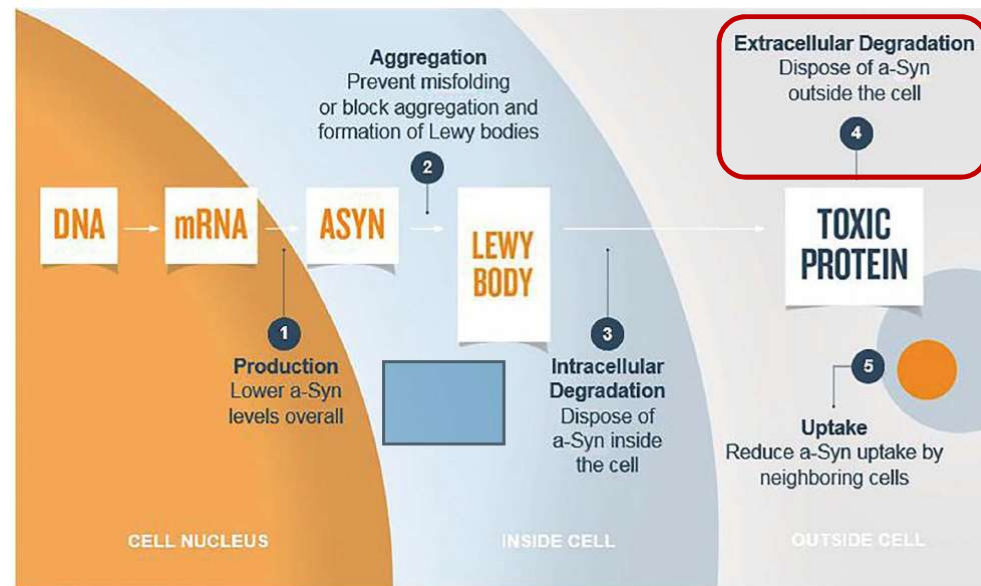 Aggregation
Prevent misfolding
or block aggregation and
formation of Lewy bodies
2
Extracellular Degradation
Dispose of a-Syn
outside the cell
4
DNA
mRNA
ASYN
LEWY
BODY
TOXIC
PROTEIN
1
Production
Lower a-Syn
levels overall
3
Intracellular
Degradation
Dispose of
a-Syn inside
the cell
5
Uptake
Reduce a-Syn uptake by
neighboring cells
CELL NUCLEUS
INSIDE CELL
OUTSIDE CELL